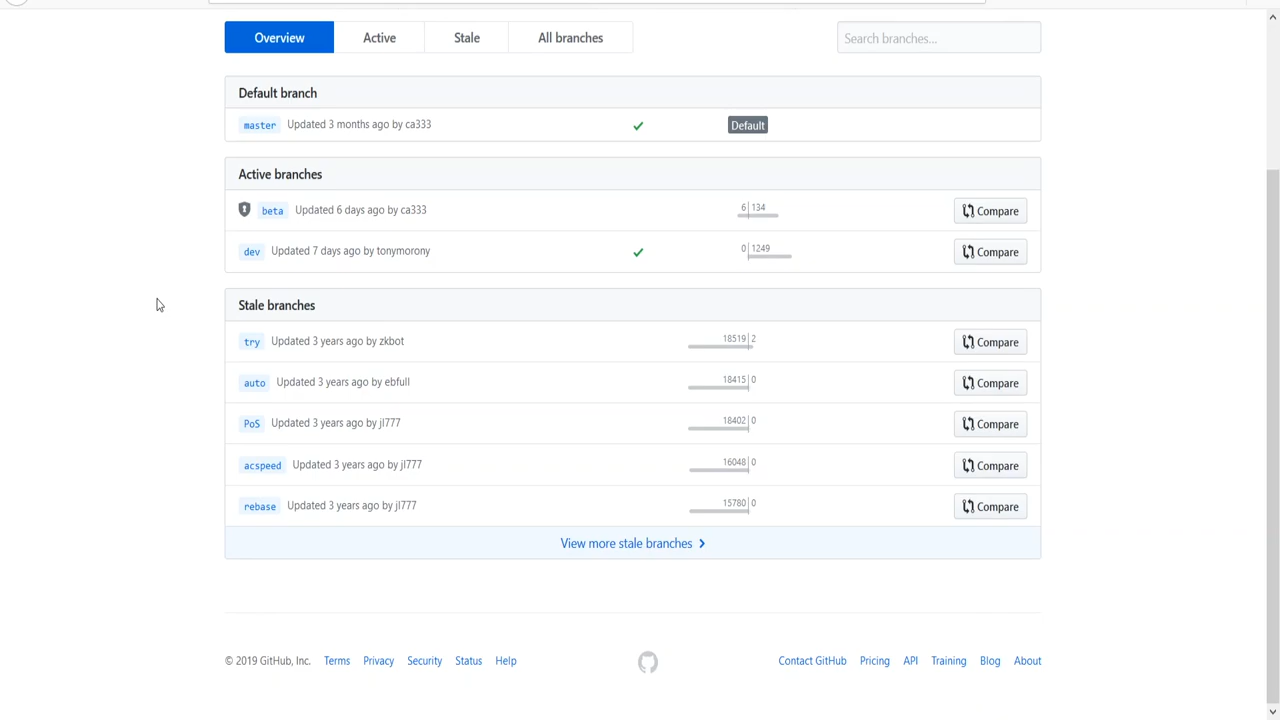 Overview Active Stale All branches Search branches...
Default branch
master Updated 3 months ago by ca333 Default
Active branches
beta Updated 6 days ago by ca333 6 134 Compare
dev Updated 7 days ago by tonymorony 0 1249 Compare
Stale branches
try Updated 3 years ago by zkbot 18519 2 Compare
auto Updated 3 years ago by ebfull 18415 0 Compare
PoS Updated 3 years ago by jl777 18402 0 Compare
acspeed Updated 3 years ago by jl777 16048 0 Compare
rebase Updated 3 years ago by jl777 15780 0 Compare
View more stale branches
© 2019 GitHub, Inc. Terms Privacy Security Status Help Contact GitHub Pricing API Training Blog About